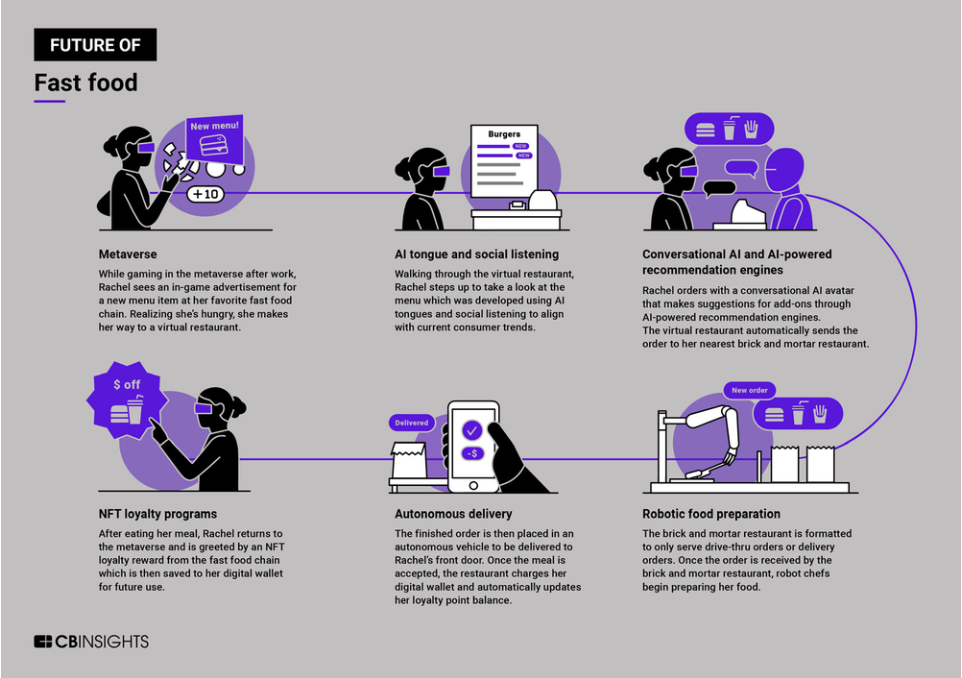 FUTURE OF
Fast food
New menu!
+10
Metaverse
While gaming in the metaverse after work,
Rachel sees an in-game advertisement for
a new menu item at her favorite fast food
chain. Realizing she's hungry, she makes
her way to a virtual restaurant.
Burgers
NEW
NEW
AI tongue and social listening
Walking through the virtual restaurant,
Rachel steps up to take a look at the
menu which was developed using AI
tongues and social listening to align
with current consumer trends.
Conversational AI and AI-powered
recommendation engines
Rachel orders with a conversational AI avatar
that makes suggestions for add-ons through
AI-powered recommendation engines.
The virtual restaurant automatically sends the
order to her nearest brick and mortar restaurant.
$ off
NFT loyalty programs
After eating her meal, Rachel returns to
the metaverse and is greeted by an NFT
loyalty reward from the fast food chain
which is then saved to her digital wallet
for future use.
Delivered
-$
Autonomous delivery
The finished order is then placed in an
autonomous vehicle to be delivered to
Rachel's front door. Once the meal is
accepted, the restaurant charges her
digital wallet and automatically updates
her loyalty point balance.
New order
Robotic food preparation
The brick and mortar restaurant is formatted
to only serve drive-thru orders or delivery
orders. Once the order is received by the
brick and mortar restaurant, robot chefs
begin preparing her food.
CBINSIGHTS